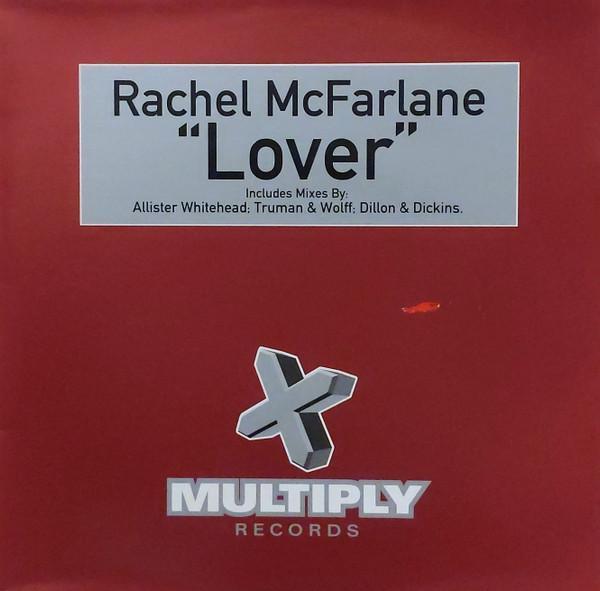 Rachel McFarlane
“Lover”
Includes Mixes By:
Allister Whitehead; Truman & Wolff; Dillon & Dickins.
X
MULTIPLY
RECORDS